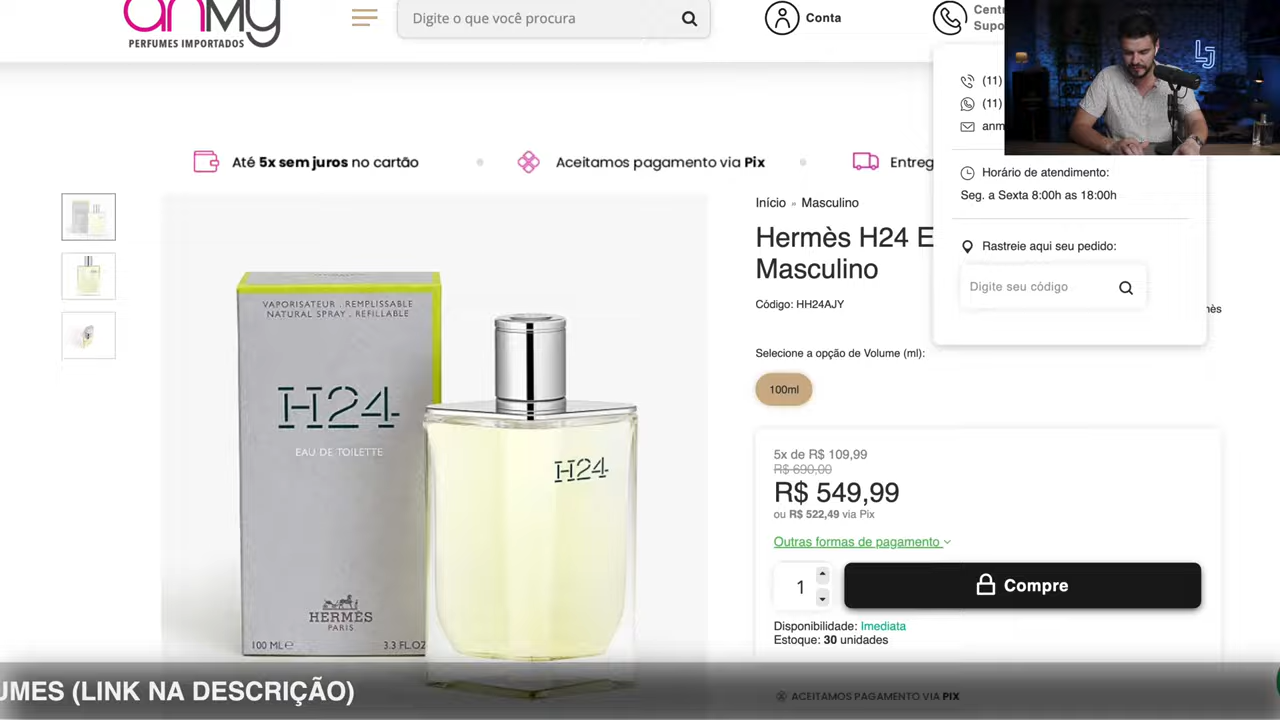 anmy
PERFUMES IMPORTADOS
Digite o que você procura
Conta
Supo
(11)
(11)
anm
Horário de atendimento:
Seg. a Sexta 8:00h as 18:00h
Rastreie aqui seu pedido:
Digite seu código
LJ
Até 5x sem juros no cartão
Aceitamos pagamento via Pix
Entreg
Início » Masculino
Hermès H24 E
Masculino
Código: HH24AJY
Selecione a opção de Volume (ml):
100ml
5x de R$ 109,99
R$ 690,00
R$ 549,99
ou R$ 522,49 via Pix
Outras formas de pagamento
1
Compre
Disponibilidade: Imediata
Estoque: 30 unidades
ACEITAMOS PAGAMENTO VIA PIX
VAPORISATEUR . REMPLISSABLE
NATURAL SPRAY . REFILLABLE
H24
EAU DE TOILETTE
HERMÈS
PARIS
100 ML℮ 3.3 FL.OZ
H24
UMES (LINK NA DESCRIÇÃO)